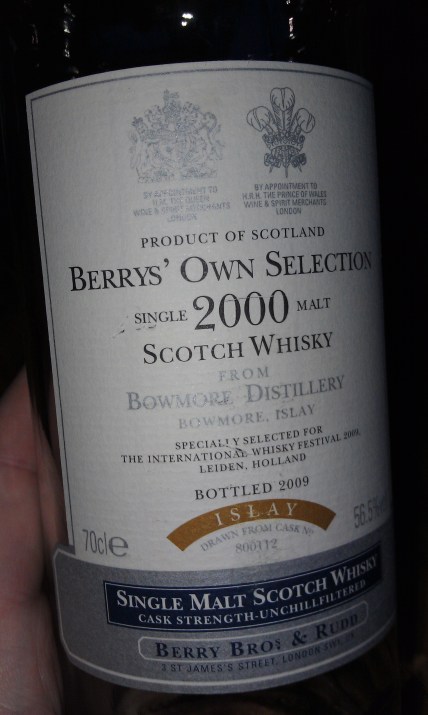 BY APPOINTMENT TO
H.M. THE QUEEN
WINE & SPIRIT MERCHANTS
LONDON
BY APPOINTMENT TO
H.R.H. THE PRINCE OF WALES
WINE & SPIRIT MERCHANTS
LONDON
PRODUCT OF SCOTLAND
BERRYS' OWN SELECTION
SINGLE 2000 MALT
SCOTCH WHISKY
FROM
BOWMORE DISTILLERY
BOWMORE, ISLAY
SPECIALLY SELECTED FOR
THE INTERNATIONAL WHISKY FESTIVAL 2009,
LEIDEN, HOLLAND
BOTTLED 2009
ISLAY
70cl e
DRAWN FROM CASK No
800112
56.5%
SINGLE MALT SCOTCH WHISKY
CASK STRENGTH-UNCHILLFILTERED
BERRY BROS & RUDD
3 ST JAMES'S STREET, LONDON